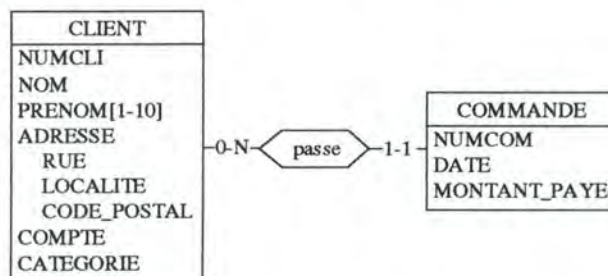 CLIENT
NUMCLI
NOM
PRENOM[1-10]
ADRESSE
RUE
LOCALITE
CODE_POSTAL
COMPTE
CATEGORIE
0-N
passe
1-1
COMMANDE
NUMCOM
DATE
MONTANT_PAYE